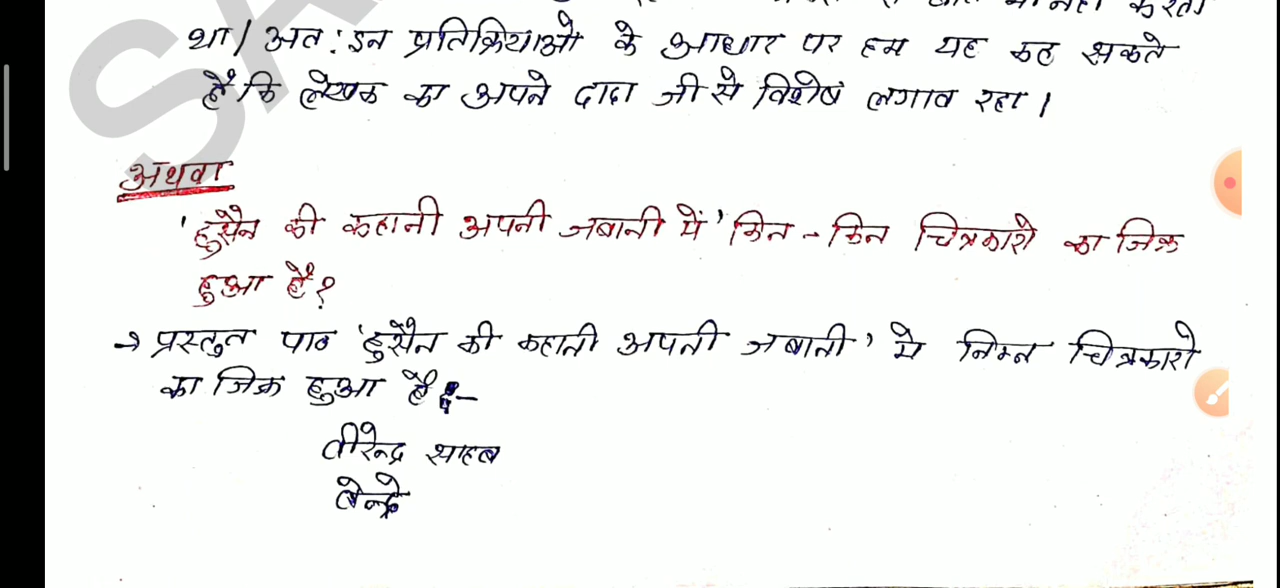 था। अत: इन प्रतिक्रियाओ के आधार पर हम यह कह सकते
हैं कि लेखक का अपने दादा जी से विशेष लगाव रहा।
अथवा
'हुसैन की कहानी अपनी जबानी में' किन-किन चित्रकारो का जिक्र
हुआ हैं?
→ प्रस्तुत पाठ 'हुसैन की कहानी अपनी जबानी' मे निम्न चित्रकारो
का जिक्र हुआ हैं:-
वीरेन्द्र साहब
बेन्द्रे